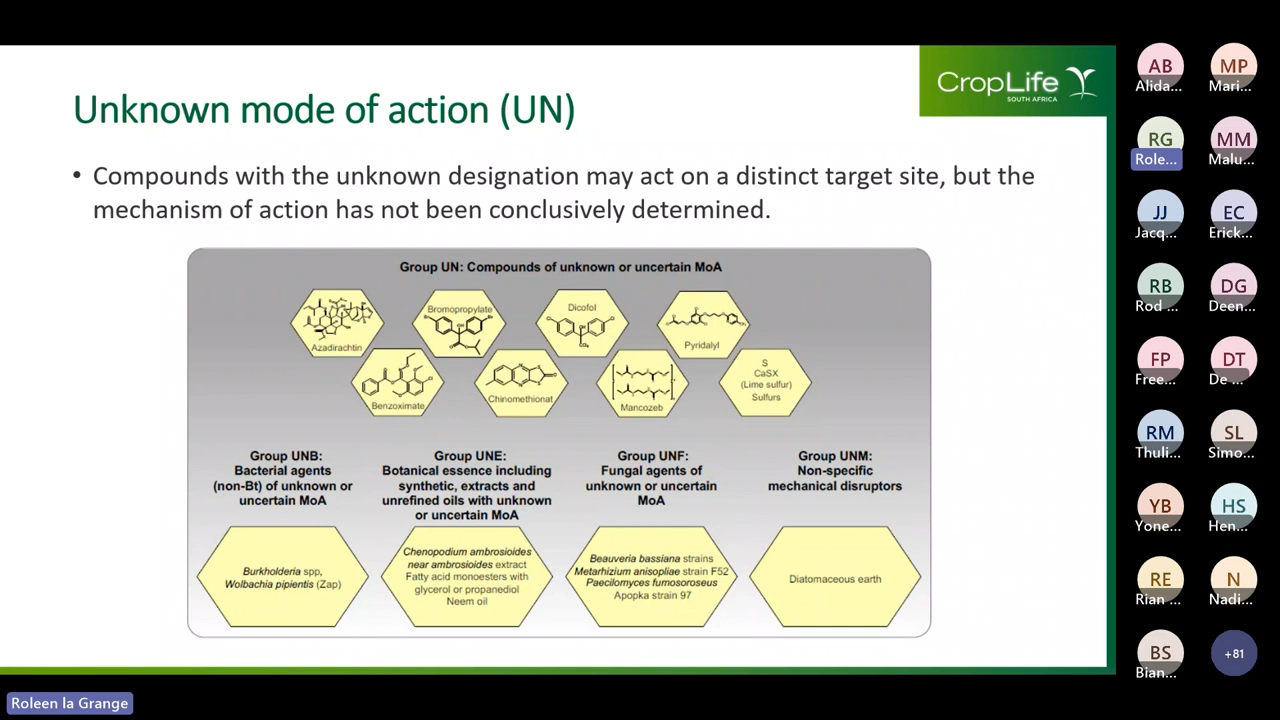 CropLife
SOUTH AFRICA
Unknown mode of action (UN)
• Compounds with the unknown designation may act on a distinct target site, but the
mechanism of action has not been conclusively determined.
Group UN: Compounds of unknown or uncertain MoA
Azadirachtin
Bromopropylate
Dicofol
Pyridalyl
Benzoximate
Chinomethionat
Mancozeb
S
CaSX
(Lime sulfur)
Sulfurs
Group UNB:
Bacterial agents
(non-Bt) of unknown or
uncertain MoA
Burkholderia spp,
Wolbachia pipientis (Zap)
Group UNE:
Botanical essence including
synthetic, extracts and
unrefined oils with unknown
or uncertain MoA
Chenopodium ambrosioides
near ambrosioides extract
Fatty acid monoesters with
glycerol or propanediol
Neem oil
Group UNF:
Fungal agents of
unknown or uncertain
MoA
Beauveria bassiana strains
Metarhizium anisopliae strain F52
Paecilomyces fumosoroseus
Apopka strain 97
Group UNM:
Non-specific
mechanical disruptors
Diatomaceous earth
AB
Alida...
MP
Mari...
RG
Role...
MM
Malu...
JJ
Jacq...
EC
Erick...
RB
Rod ...
DG
Deen...
FP
Free...
DT
De ...
RM
Thuli...
SL
Simo...
YB
Yone...
HS
Hen...
RE
Rian ...
N
Nadi...
BS
Bian...
+81
Roleen la Grange